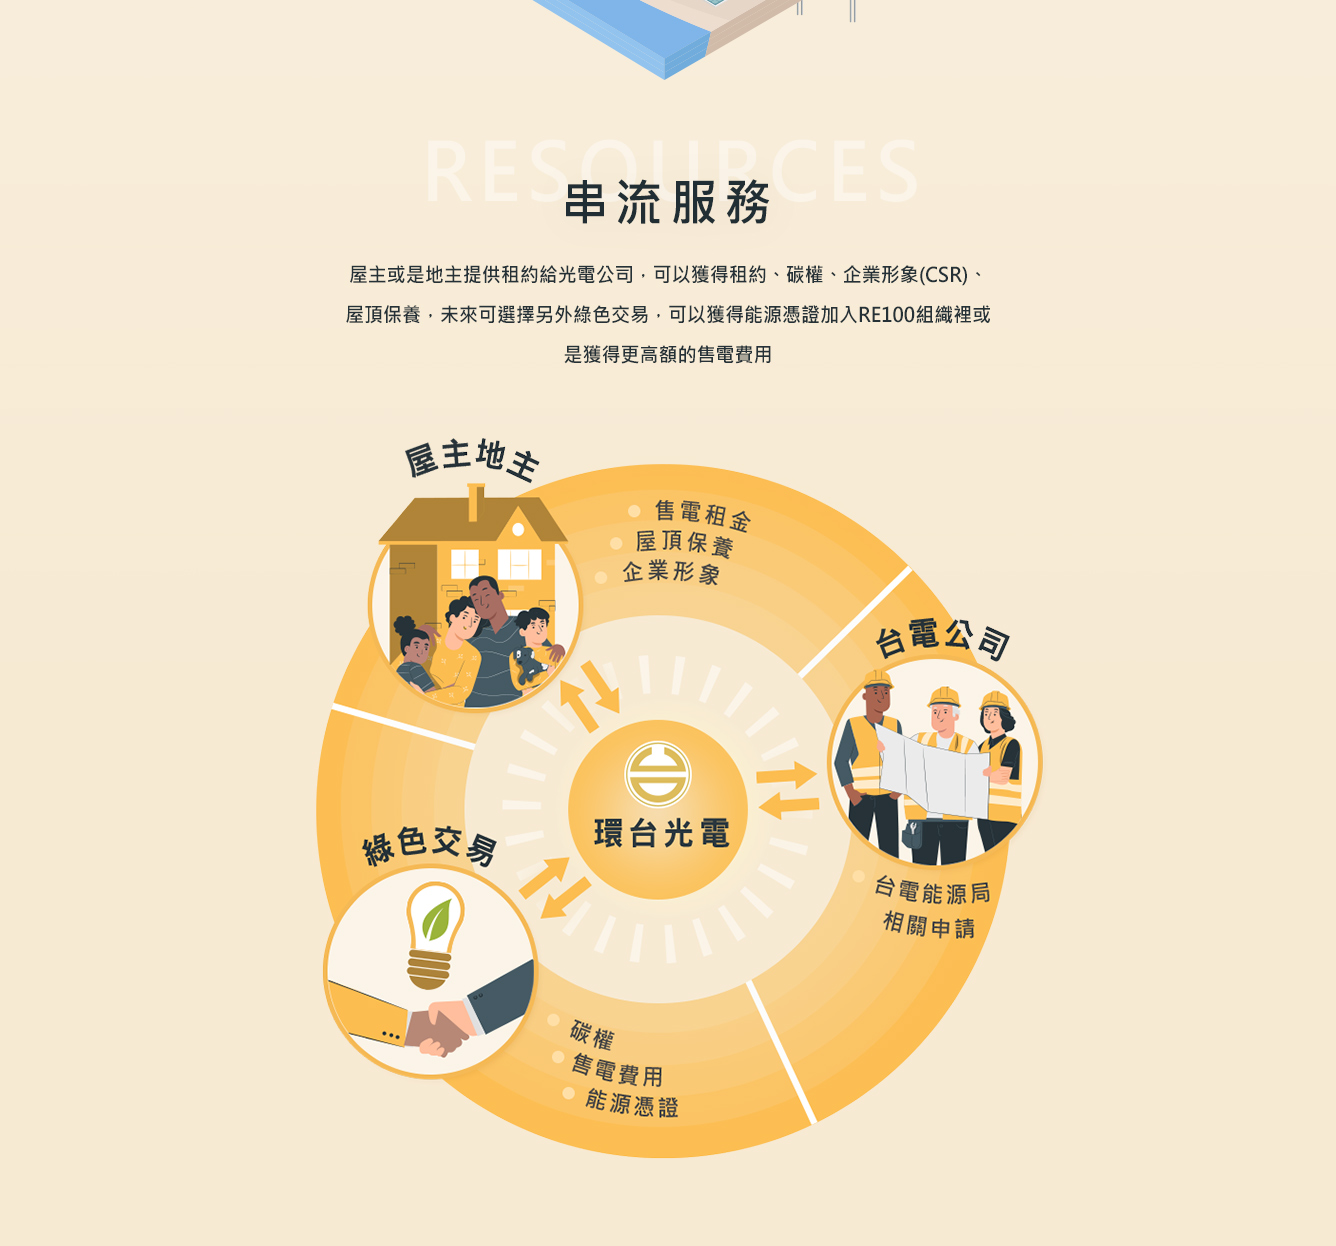 RESOURCES
串流服務
屋主或是地主提供租約給光電公司，可以獲得租約、碳權、企業形象(CSR)、
屋頂保養，未來可選擇另外綠色交易，可以獲得能源憑證加入RE100組織裡或
是獲得更高額的售電費用
屋主地主
售電租金
屋頂保養
企業形象
台電公司
環台光電
綠色交易
台電能源局
相關申請
碳權
售電費用
能源憑證